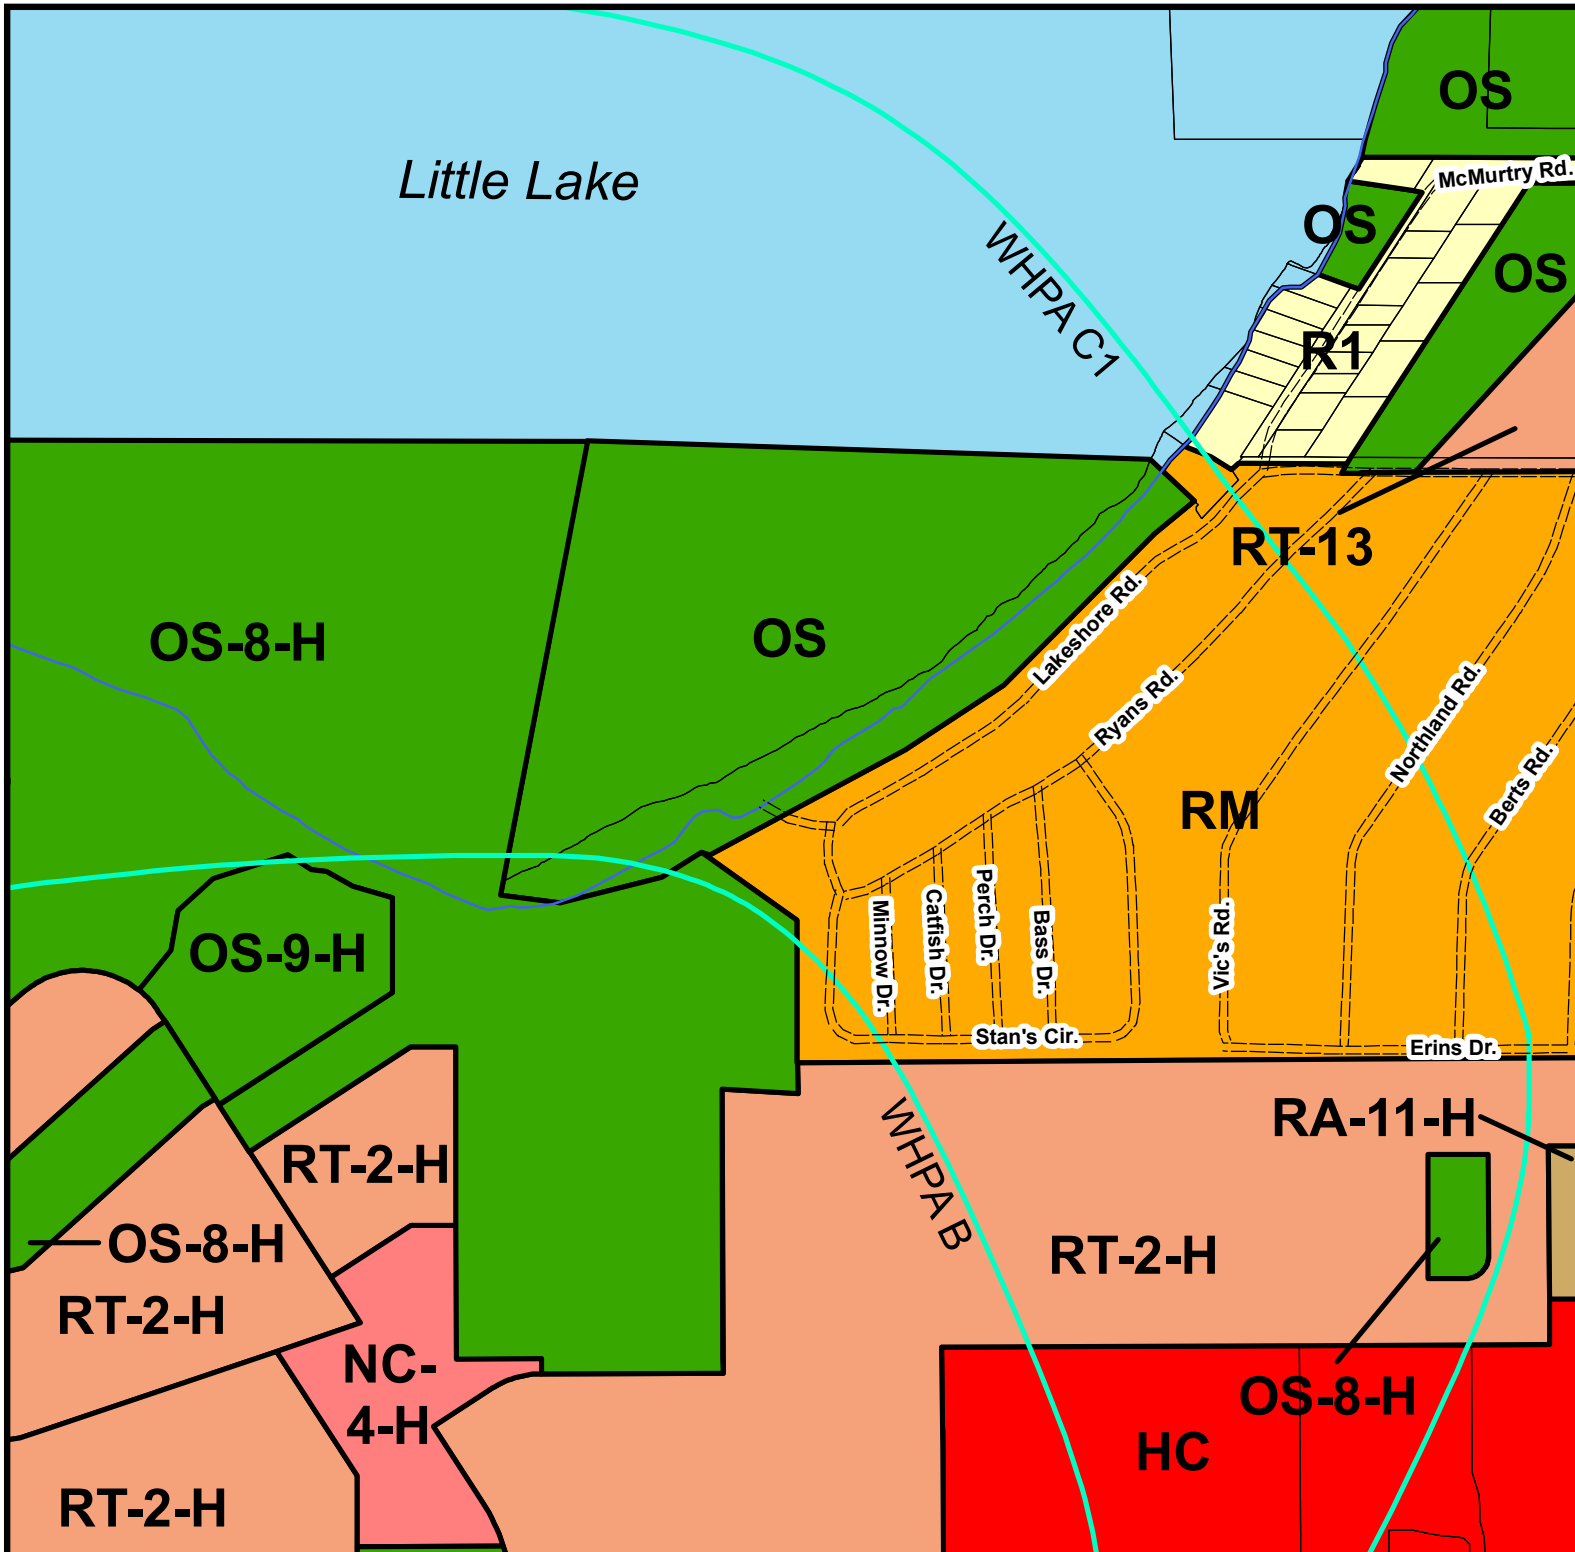 OS
McMurtry Rd.
Little Lake
OS
OS
WHPA C1
R1
RT-13
Lakeshore Rd.
OS-8-H
OS
Ryans Rd.
Northland Rd.
Berts Rd.
RM
Minnow Dr.
Catfish Dr.
Perch Dr.
Bass Dr.
Vic's Rd.
OS-9-H
Stan's Cir.
Erins Dr.
RA-11-H
WHPA B
RT-2-H
OS-8-H
RT-2-H
RT-2-H
NC-
4-H
OS-8-H
HC
RT-2-H